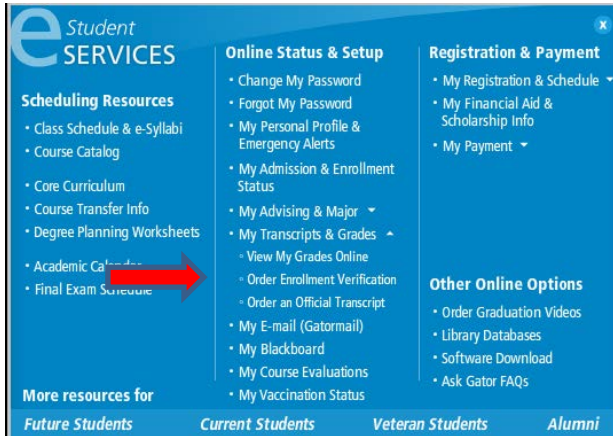 e Student
SERVICES
x
Scheduling Resources
• Class Schedule & e-Syllabi
• Course Catalog
• Core Curriculum
• Course Transfer Info
• Degree Planning Worksheets
• Academic Calendar
• Final Exam Schedule
More resources for
Online Status & Setup
• Change My Password
• Forgot My Password
• My Personal Profile &
Emergency Alerts
• My Admission & Enrollment
Status
• My Advising & Major
• My Transcripts & Grades
◦ View My Grades Online
◦ Order Enrollment Verification
◦ Order an Official Transcript
• My E-mail (Gatormail)
• My Blackboard
• My Course Evaluations
• My Vaccination Status
Registration & Payment
• My Registration & Schedule
• My Financial Aid &
Scholarship Info
• My Payment
Other Online Options
• Order Graduation Videos
• Library Databases
• Software Download
• Ask Gator FAQs
Future Students Current Students Veteran Students Alumni